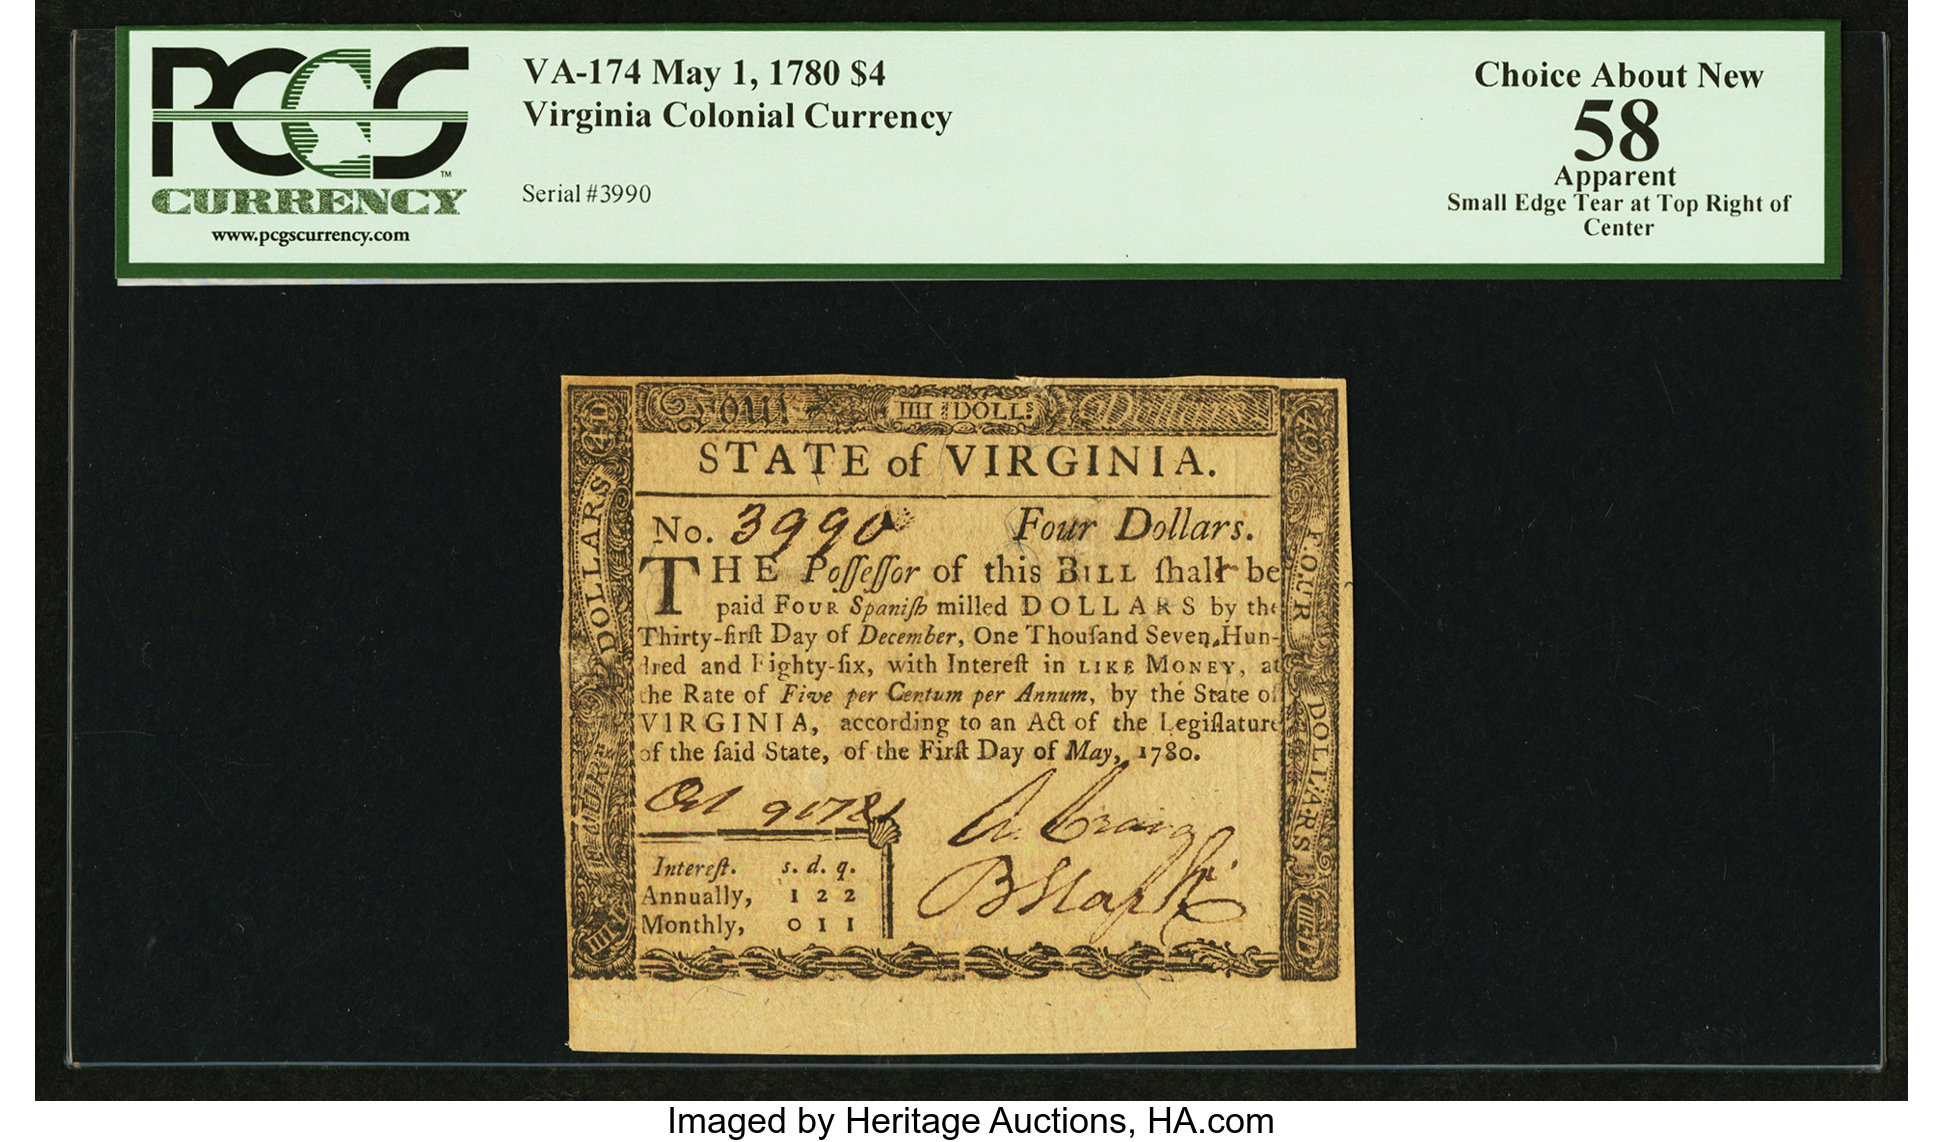 PCGS
CURRENCY
www.pcgscurrency.com
VA-174 May 1, 1780 $4
Virginia Colonial Currency
Serial #3990
Choice About New
58
Apparent
Small Edge Tear at Top Right of
Center
Four IIII DOLLs Dollars
STATE of VIRGINIA.
No. 3990 Four Dollars.
THE Poſſeſſor of this BILL ſhall be
paid FOUR Spaniſh milled DOLLARS by the
Thirty-firſt Day of December, One Thouſand Seven Hun-
dred and Eighty-ſix, with Intereſt in LIKE MONEY, at
the Rate of Five per Centum per Annum, by the State of
VIRGINIA, according to an Act of the Legiſlature
of the ſaid State, of the Firſt Day of May, 1780.
Intereſt. s. d. q.
Annually, 1 2 2
Monthly, 0 1 1
DOLLARS
FOUR
DOLLARS
IIII D
Imaged by Heritage Auctions, HA.com